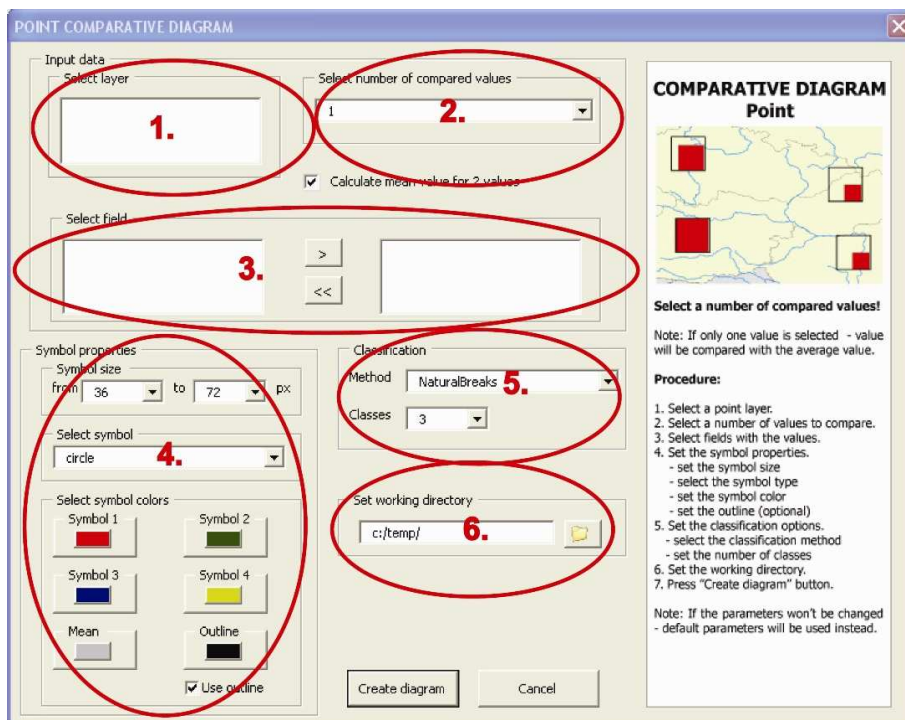 POINT COMPARATIVE DIAGRAM
Input data
Select layer
1.
Select number of compared values
1
2.
Calculate mean value for 2 values
Select field
3.
>
<<
Symbol properties
Symbol size
from 36 to 72 px
Select symbol
circle
4.
Select symbol colors
Symbol 1
Symbol 2
Symbol 3
Symbol 4
Mean
Outline
Use outline
Classification
Method NaturalBreaks
5.
Classes 3
Set working directory
c:/temp/
6.
Create diagram
Cancel
COMPARATIVE DIAGRAM
Point
Select a number of compared values!
Note: If only one value is selected - value
will be compared with the average value.
Procedure:
1. Select a point layer.
2. Select a number of values to compare.
3. Select fields with the values.
4. Set the symbol properties.
- set the symbol size
- select the symbol type
- set the symbol color
- set the outline (optional)
5. Set the classification options.
- select the classification method
- set the number of classes
6. Set the working directory.
7. Press "Create diagram" button.
Note: If the parameters won't be changed
- default parameters will be used instead.